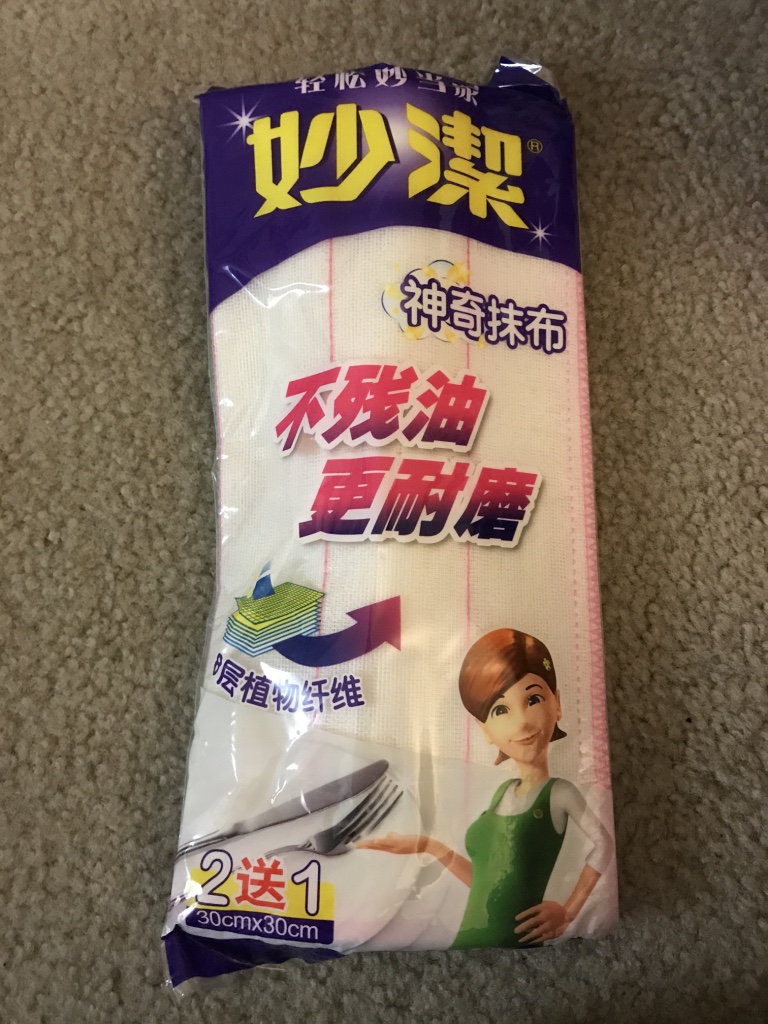 轻松妙当家
妙潔®
神奇抹布
不残油
更耐磨
8层植物纤维
2送1
30cmx30cm